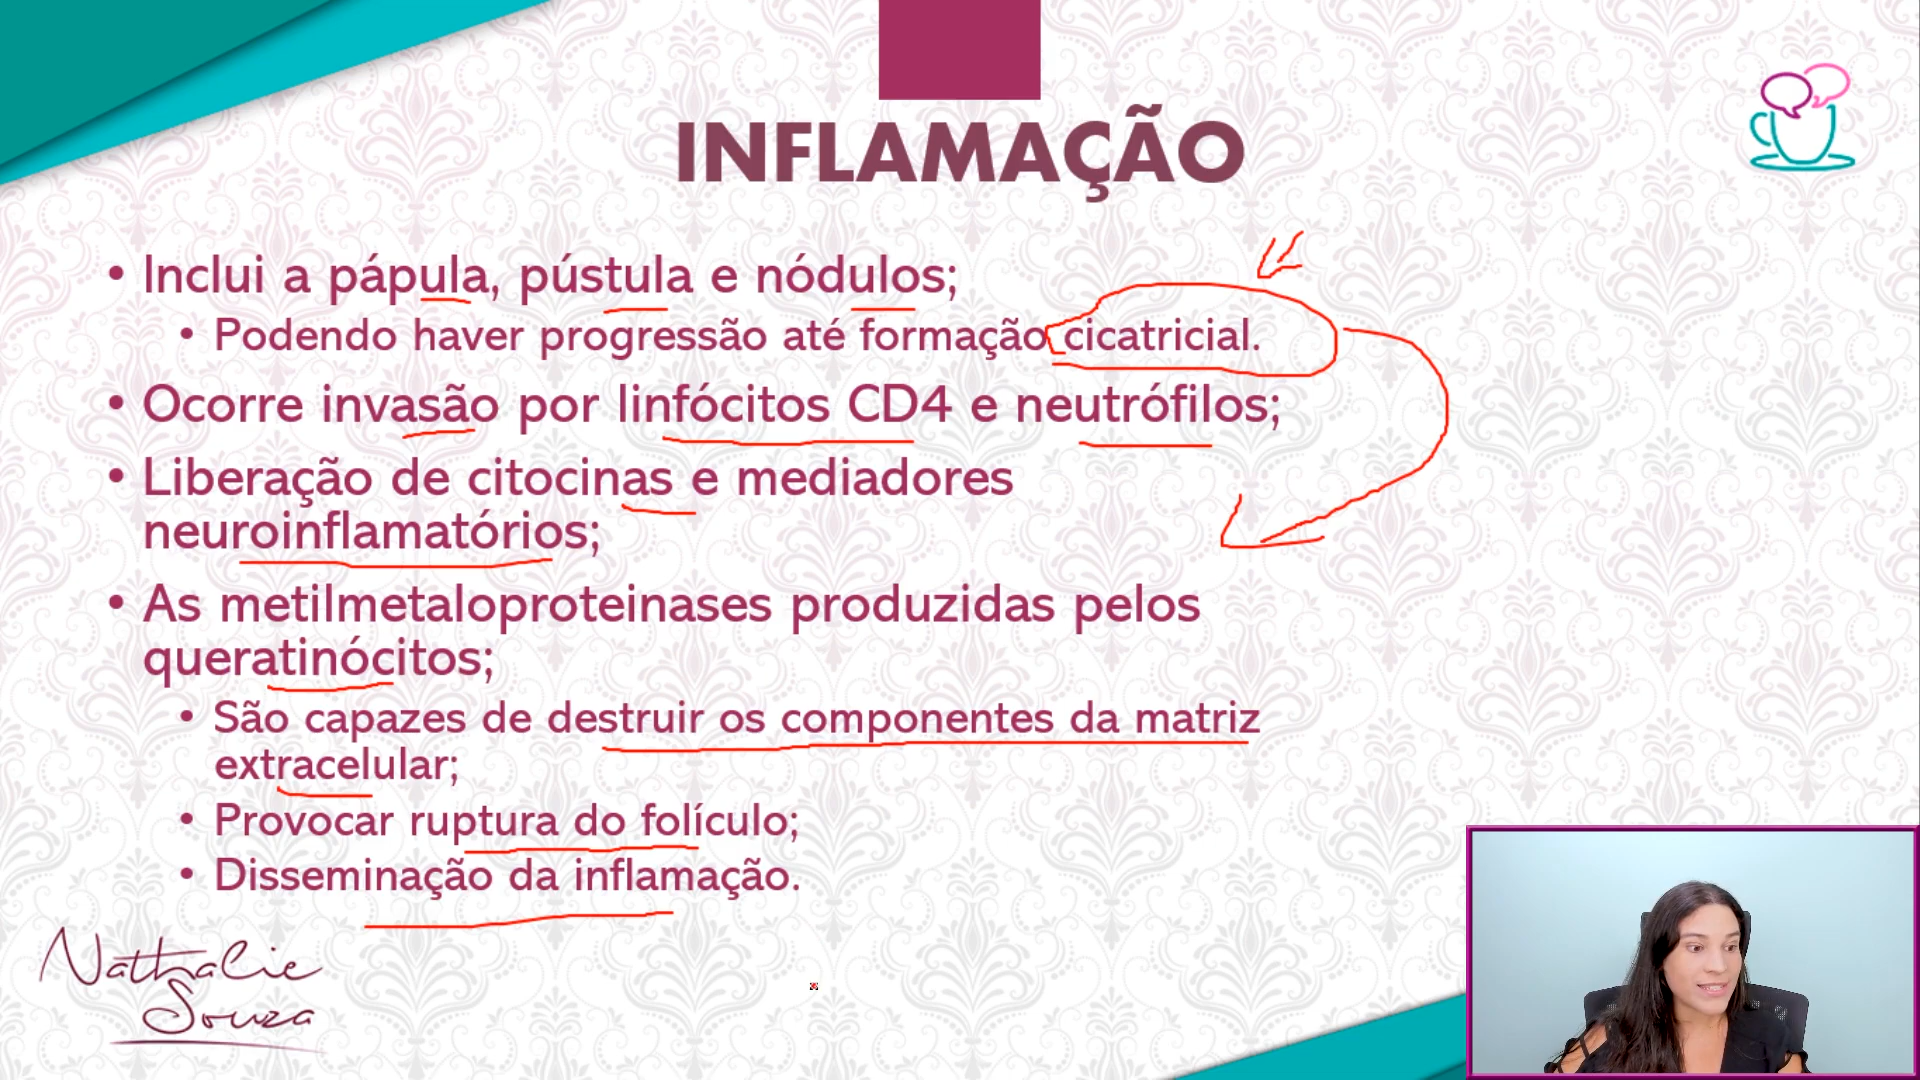 INFLAMAÇÃO
• Inclui a pápula, pústula e nódulos;
• Podendo haver progressão até formação cicatricial.
• Ocorre invasão por linfócitos CD4 e neutrófilos;
• Liberação de citocinas e mediadores
neuroinflamatórios;
• As metilmetaloproteinases produzidas pelos
queratinócitos;
• São capazes de destruir os componentes da matriz
extracelular;
• Provocar ruptura do folículo;
• Disseminação da inflamação.
Nathalie
Souza